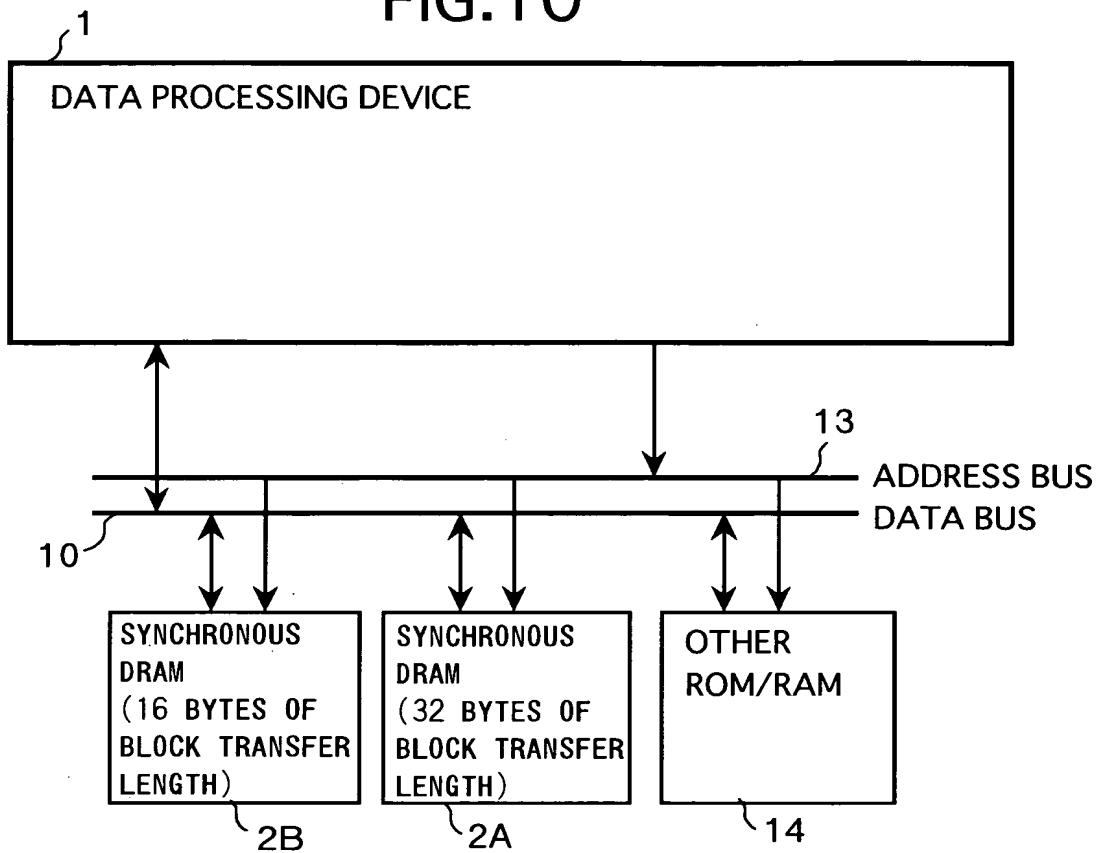 FIG.10
1
DATA PROCESSING DEVICE
13
ADDRESS BUS
DATA BUS
10
SYNCHRONOUS
DRAM
(16 BYTES OF
BLOCK TRANSFER
LENGTH)
2B
SYNCHRONOUS
DRAM
(32 BYTES OF
BLOCK TRANSFER
LENGTH)
2A
OTHER
ROM/RAM
14